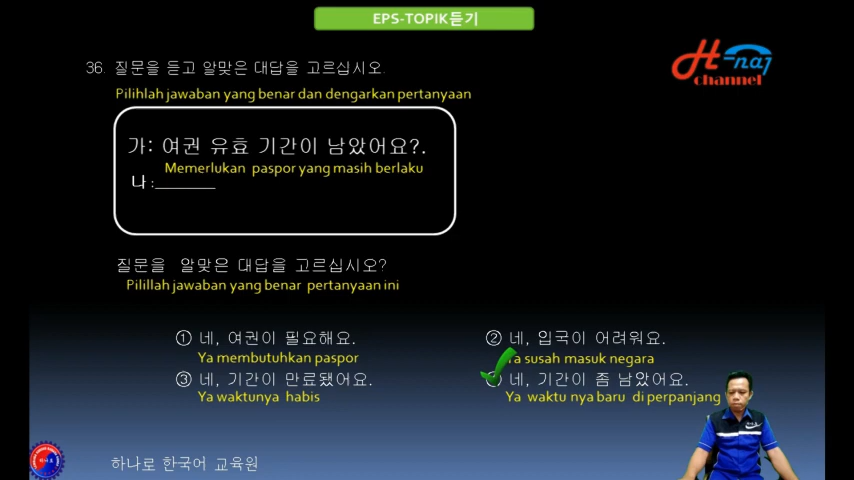 EPS-TOPIK듣기
H-naj
channel
36. 질문을 듣고 알맞은 대답을 고르십시오.
Pilihlah jawaban yang benar dan dengarkan pertanyaan
가: 여권 유효 기간이 남았어요?.
Memerlukan paspor yang masih berlaku
나 :______
질문을 알맞은 대답을 고르십시오?
Pilillah jawaban yang benar pertanyaan ini
① 네, 여권이 필요해요.
Ya membutuhkan paspor
② 네, 입국이 어려워요.
Ya susah masuk negara
③ 네, 기간이 만료됐어요.
Ya waktunya habis
네, 기간이 좀 남았어요.
Ya waktu nya baru di perpanjang
하나로 한국어 교육원